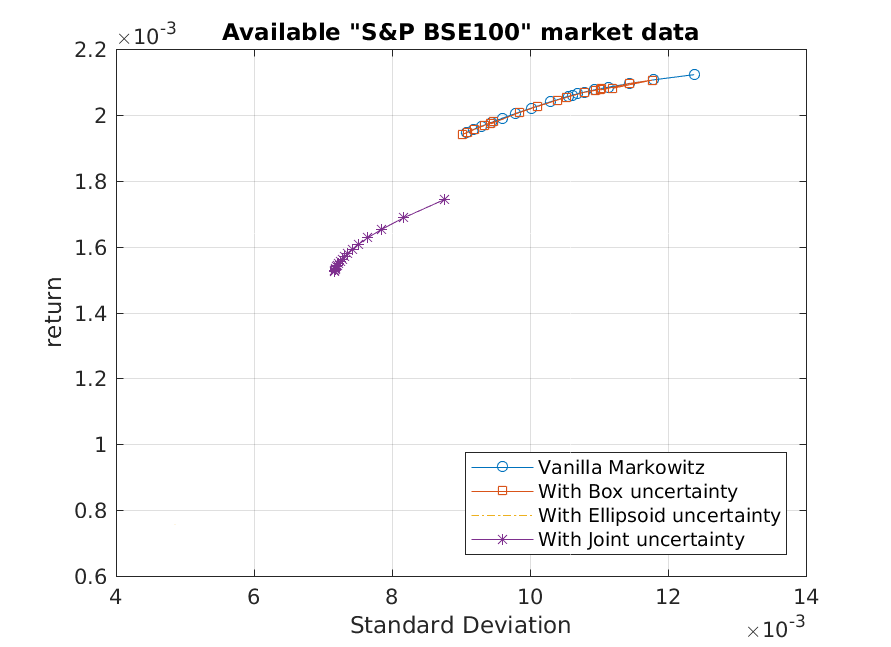 Available "S&P BSE100" market data
×10-3
2.2
2
1.8
1.6
1.4
1.2
1
0.8
0.6
return
Vanilla Markowitz
With Box uncertainty
With Ellipsoid uncertainty
With Joint uncertainty
4 6 8 10 12 14
Standard Deviation
×10-3